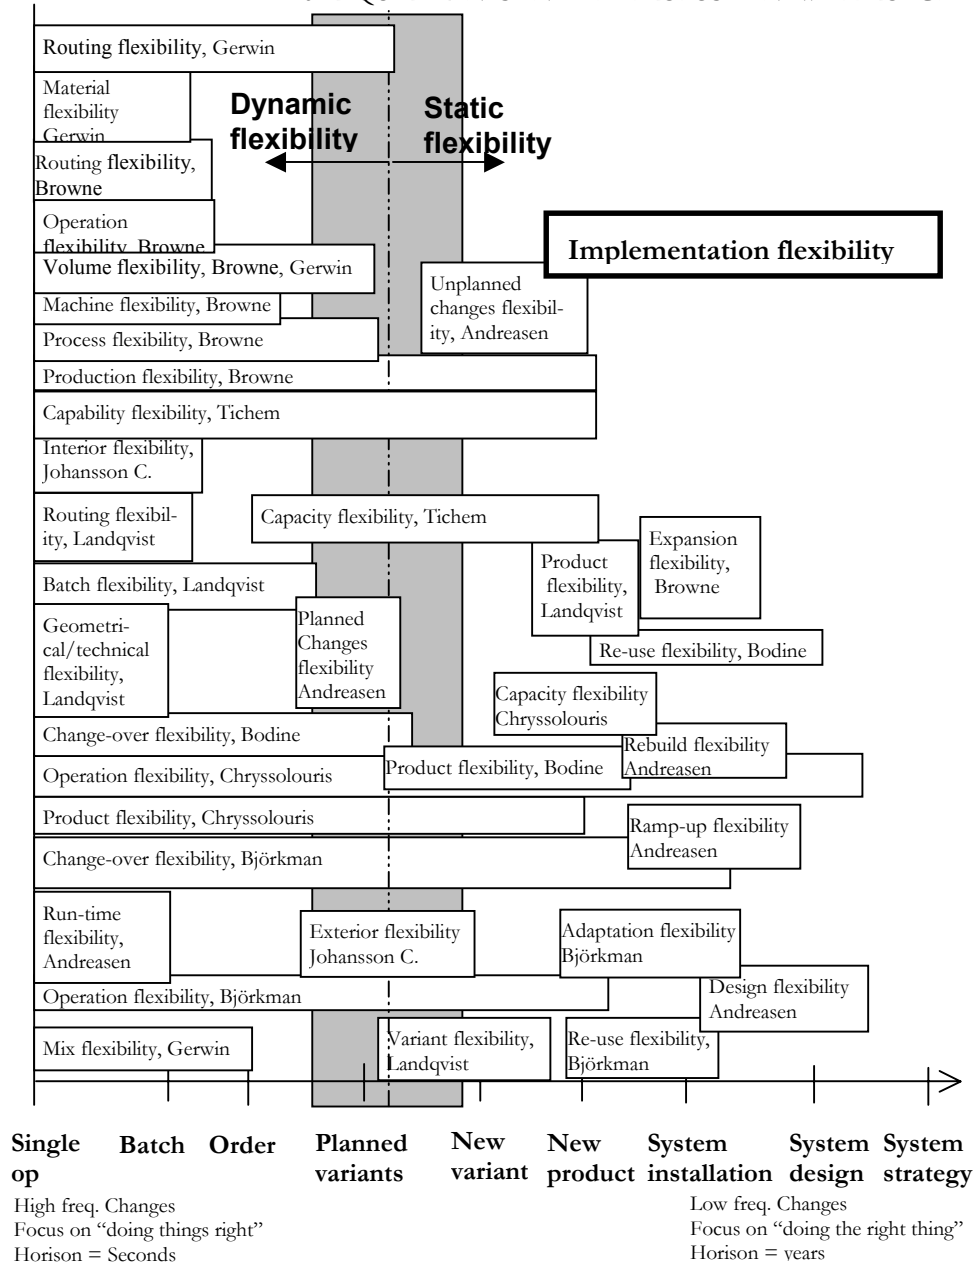 Routing flexibility, Gerwin
Material
flexibility
Gerwin
Dynamic
flexibility
Static
flexibility
Routing flexibility,
Browne
Operation
flexibility, Browne
Implementation flexibility
Volume flexibility, Browne, Gerwin
Unplanned
changes flexibil-
ity, Andreasen
Machine flexibility, Browne
Process flexibility, Browne
Production flexibility, Browne
Capability flexibility, Tichem
Interior flexibility,
Johansson C.
Routing flexibil-
ity, Landqvist
Capacity flexibility, Tichem
Expansion
flexibility,
Browne
Product
flexibility,
Landqvist
Batch flexibility, Landqvist
Planned
Changes
flexibility
Andreasen
Geometri-
cal/technical
flexibility,
Landqvist
Re-use flexibility, Bodine
Capacity flexibility
Chryssolouris
Change-over flexibility, Bodine
Rebuild flexibility
Andreasen
Operation flexibility, Chryssolouris
Product flexibility, Bodine
Product flexibility, Chryssolouris
Ramp-up flexibility
Andreasen
Change-over flexibility, Björkman
Run-time
flexibility,
Andreasen
Exterior flexibility
Johansson C.
Adaptation flexibility
Björkman
Operation flexibility, Björkman
Design flexibility
Andreasen
Mix flexibility, Gerwin
Variant flexibility,
Landqvist
Re-use flexibility,
Björkman
Single
op
Batch
Order
Planned
variants
New
variant
New
product
System
installation
System
design
System
strategy
High freq. Changes
Focus on “doing things right”
Horison = Seconds
Low freq. Changes
Focus on “doing the right thing”
Horison = years